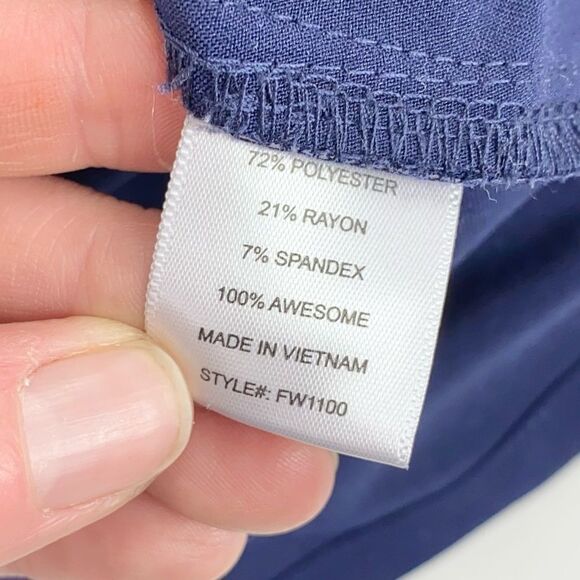 72% POLYESTER
21% RAYON
7% SPANDEX
100% AWESOME
MADE IN VIETNAM
STYLE#: FW1100